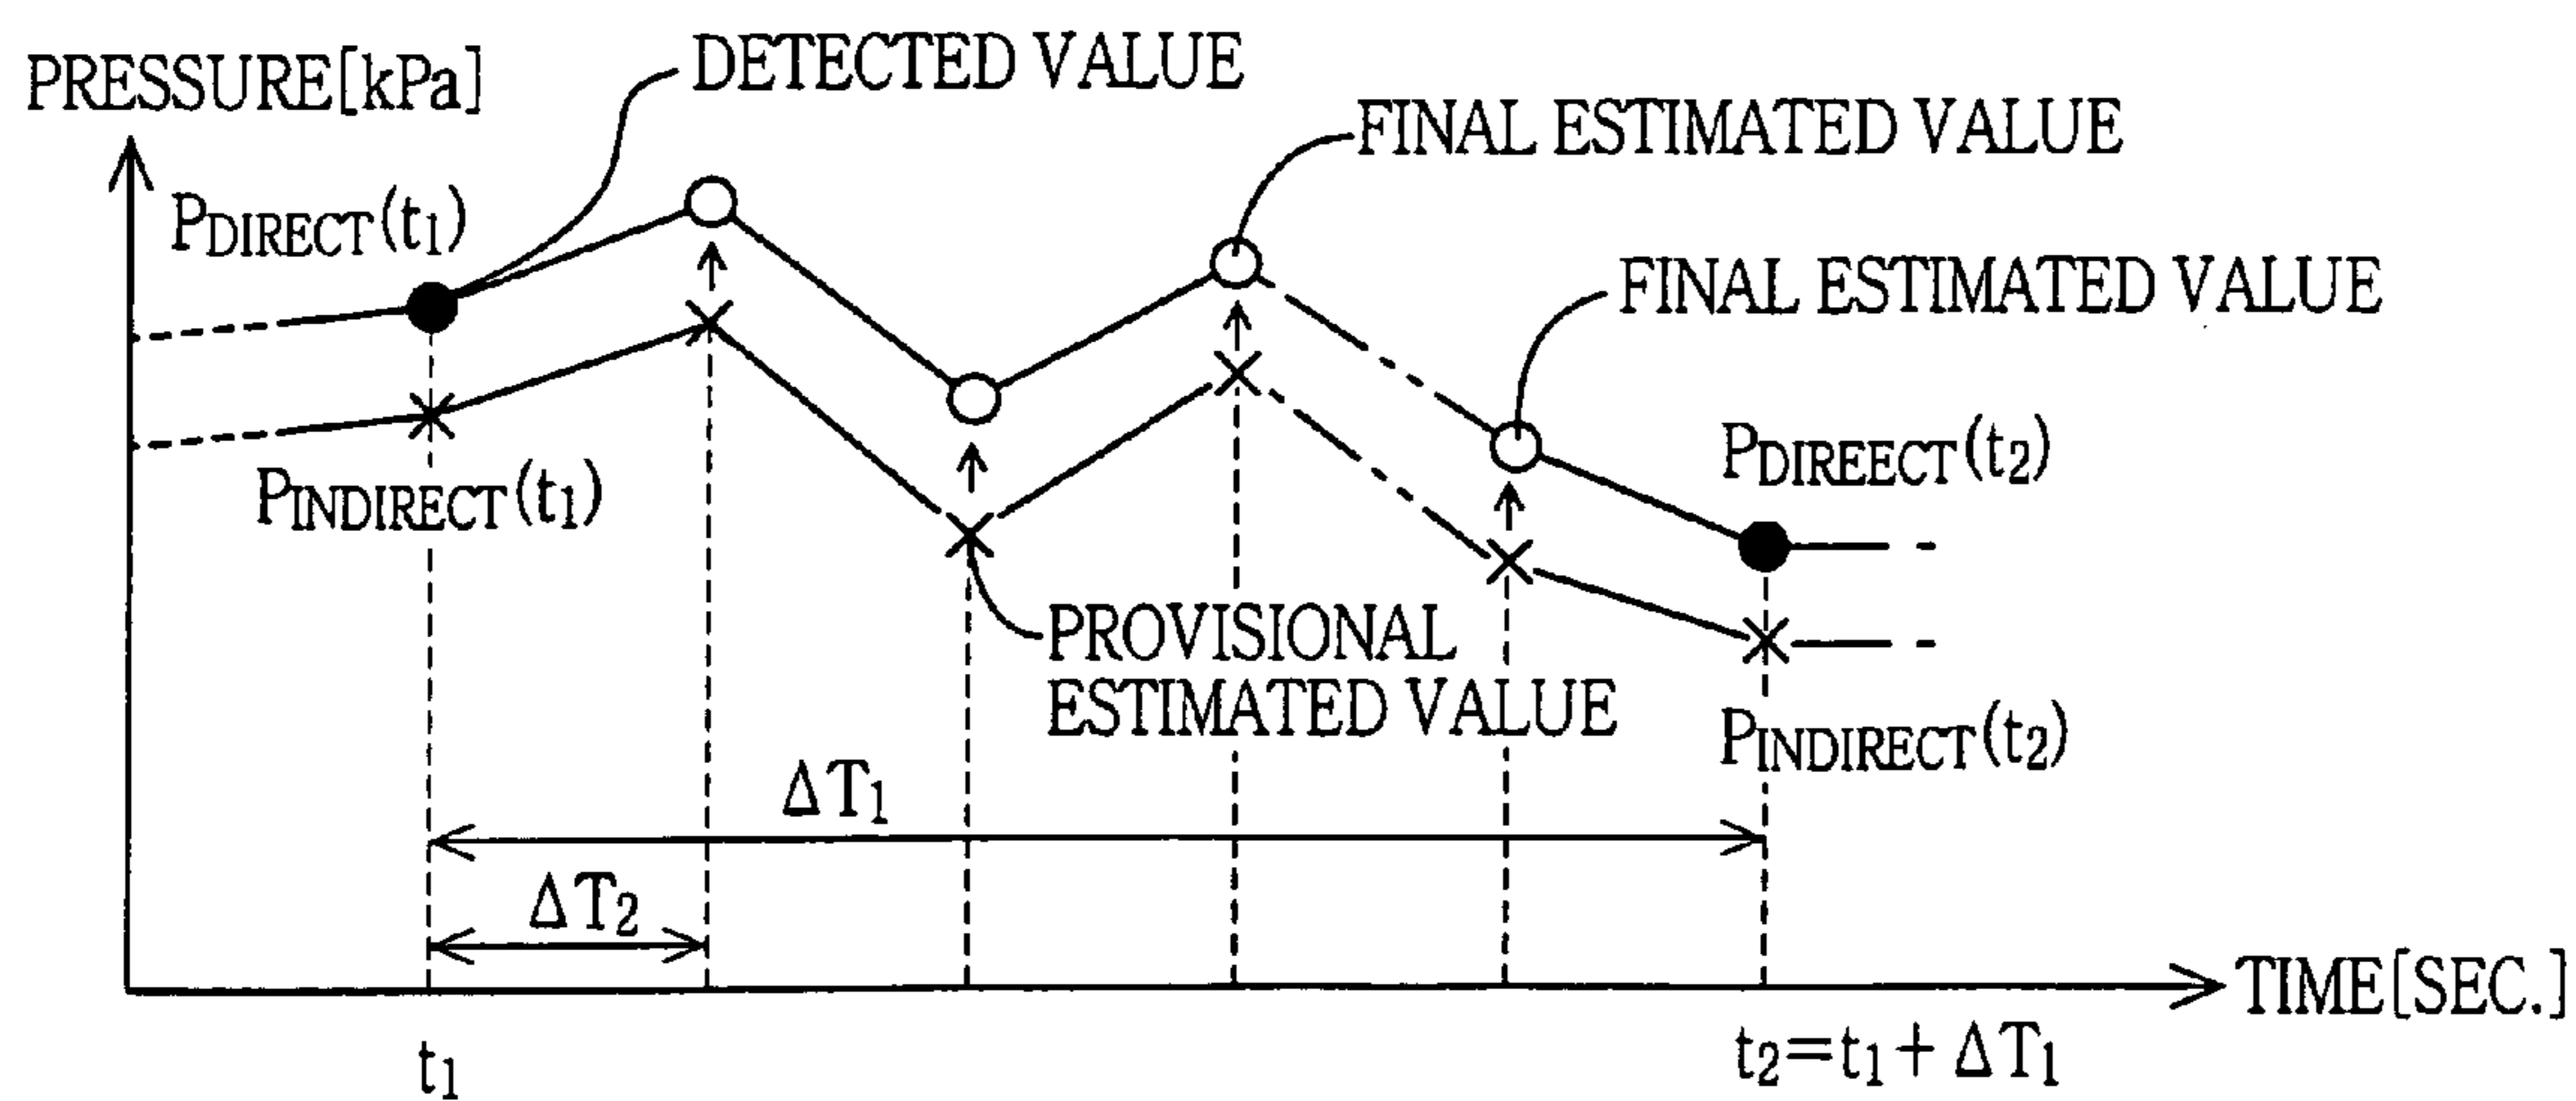 PRESSURE[kPa]
DETECTED VALUE
FINAL ESTIMATED VALUE
PDIRECT(t1)
FINAL ESTIMATED VALUE
PDIREECT(t2)
PINDIRECT(t1)
PROVISIONAL
ESTIMATED VALUE
PINDIRECT(t2)
ΔT1
ΔT2
TIME[SEC.]
t1
t2=t1+ΔT1